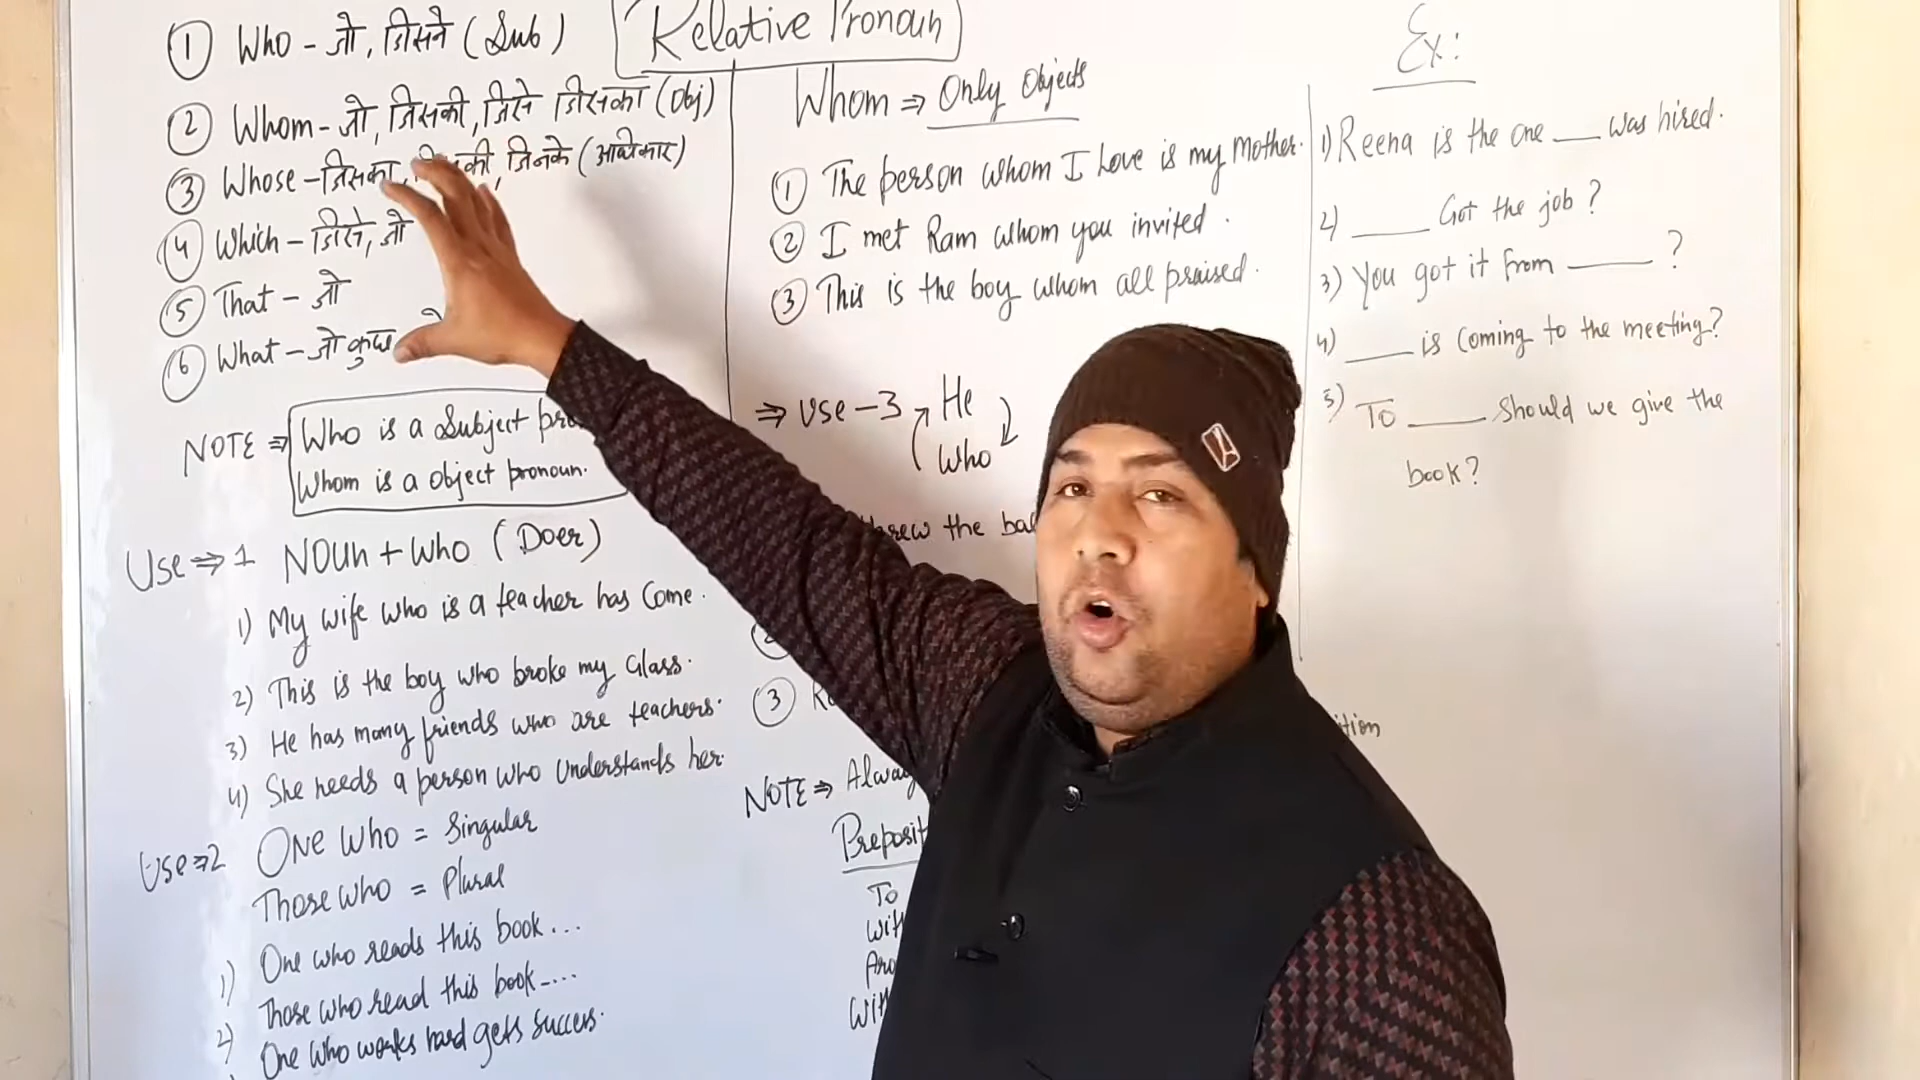 Relative Pronoun
① Who - जो, जिसने (Sub)
② Whom - जो, जिसकी, जिसे जिसका (Obj)
③ Whose - जिसका, जिनके (अधिकार)
④ Which - जिसे, जो
⑤ That - जो
⑥ What - जो कुछ
NOTE ⇒ Who is a Subject
Whom is a object pronoun.
Use ⇒ 1 Noun + Who (Doer)
1) My wife who is a teacher has come.
2) This is the boy who broke my Glass.
3) He has many friends who are teachers.
4) She needs a person who understands her.
Use ⇒ 2 One Who = Singular
Those who = Plural
1) One who reads this book...
2) Those who read this book-...
One who works hard gets success.
Whom ⇒ Only Objects
① The person whom I Love is my Mother.
② I met Ram whom you invited.
③ This is the boy whom all praised.
⇒ Use - 3 He
Who
the
③
NOTE ⇒
To
Ex:
1) Reena is the one ___ was hired.
2) ____ Got the job?
3) You got it from ____ ?
4) ___ is coming to the meeting?
5) To ____ Should we give the
book?